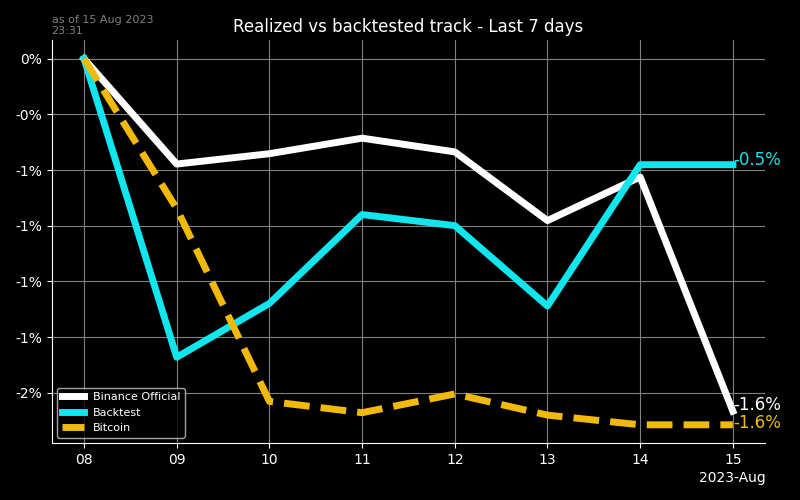 as of 15 Aug 2023
23:31
Realized vs backtested track - Last 7 days
0%
-0%
-1%
-1%
-1%
-1%
-2%
-0.5%
-1.6%
-1.6%
Binance Official
Backtest
Bitcoin
08 09 10 11 12 13 14 15
2023-Aug